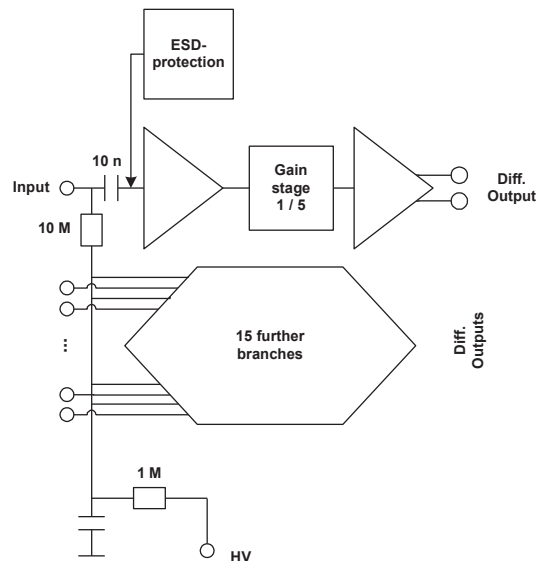 ESD-
protection
10 n
Input
Gain
stage
1 / 5
Diff.
Output
10 M
...
15 further
branches
Diff.
Outputs
1 M
HV